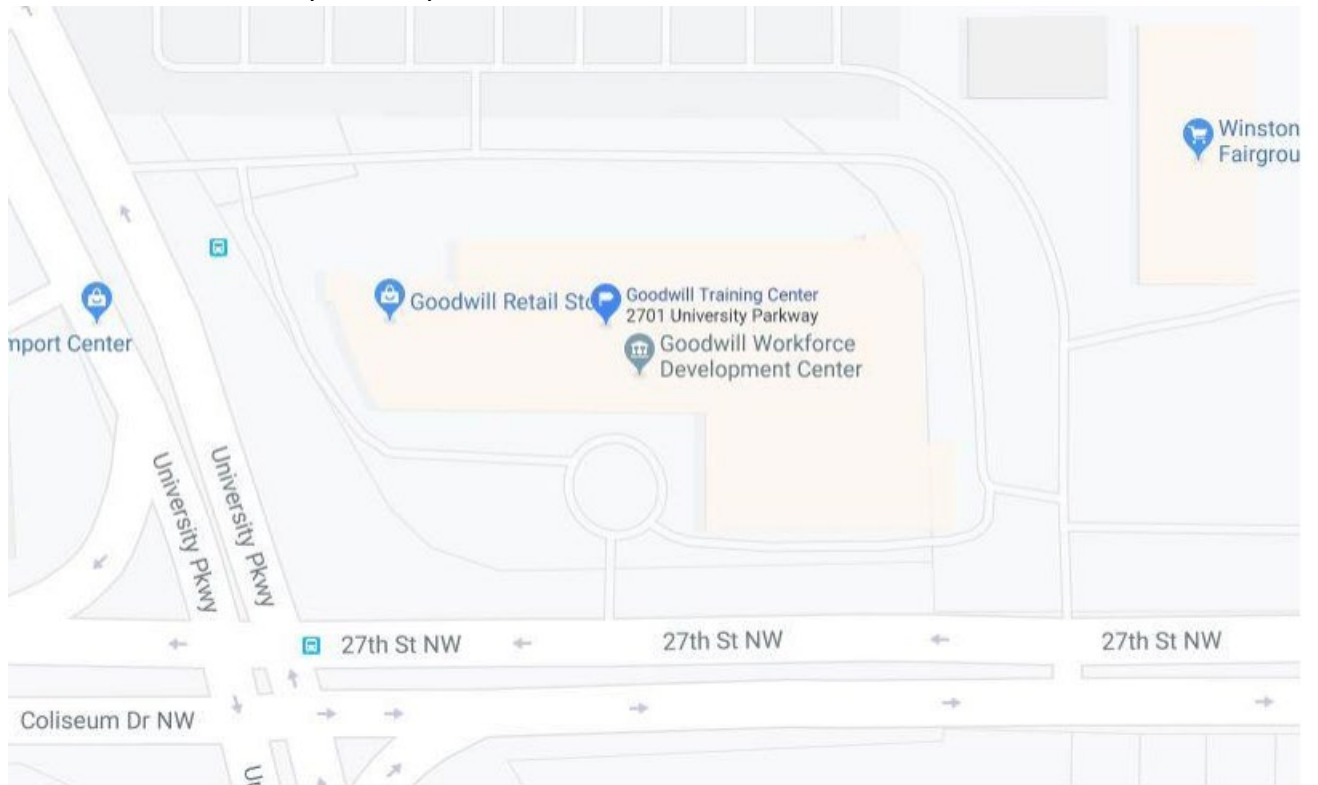 Winston
Fairgrou
Goodwill Retail Sto
Goodwill Training Center
2701 University Parkway
Goodwill Workforce
Development Center
mport Center
University Pkwy
University Pkwy
27th St NW
27th St NW
27th St NW
Coliseum Dr NW
Un